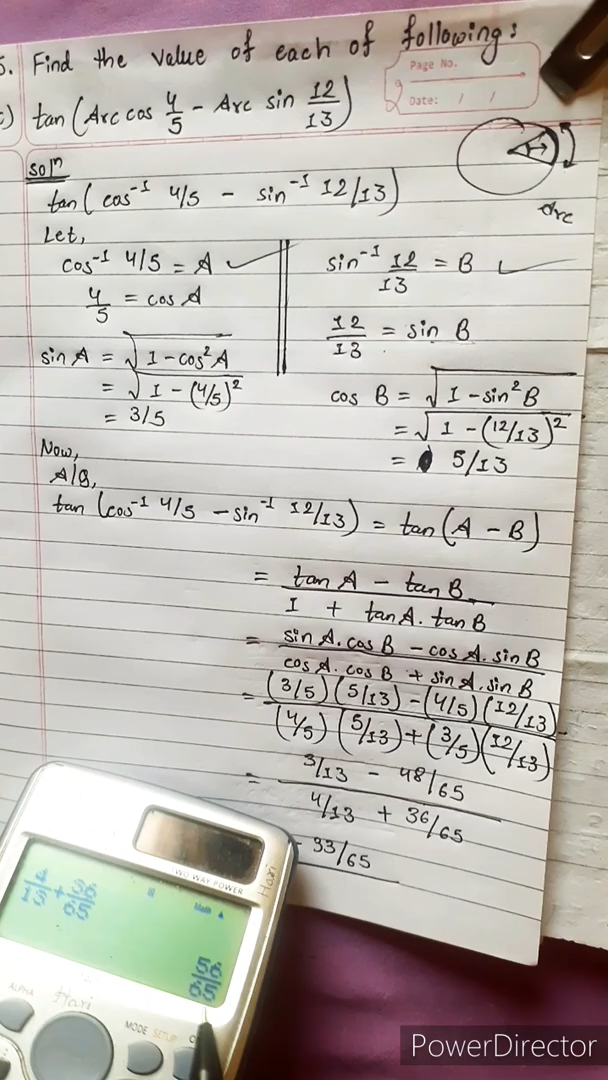 5. Find the value of each of following:
Page No.
Date: / /
c) tan (Arc cos 4/5 - Arc sin 12/13)
Solⁿ
tan( cos⁻¹ 4/5 - sin⁻¹ 12/13)
Arc
Let,
cos⁻¹ 4/5 = A ✓
4/5 = cos A
sin A = √1-cos²A
= √1 - (4/5)²
= 3/5
sin⁻¹ 12/13 = B ✓
12/13 = sin B
cos B = √1-sin²B
= √1 - (12/13)²
= 5/13
Now,
A/Q,
tan (cos⁻¹ 4/5 - sin⁻¹ 12/13) = tan(A - B)
= tan A - tan B / 1 + tan A. tan B
= sin A. cos B - cos A. sin B / cos A. cos B + sin A. sin B
= (3/5) (5/13) - (4/5) (12/13) / (4/5) (5/13) + (3/5) (12/13)
= 3/13 - 48/65 / 4/13 + 36/65
- 33/65
TWO WAY POWER
Hari
Math ▲
56/65
ALPHA
Hari
MODE SETUP
PowerDirector